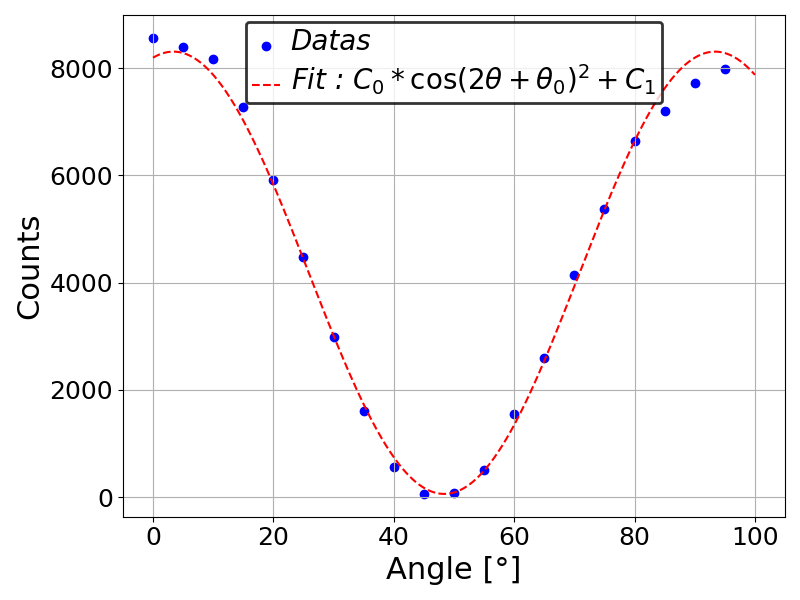 Datas
Fit : C₀ * cos(2θ + θ₀)² + C₁
8000
6000
4000
2000
0
Counts
0 20 40 60 80 100
Angle [°]